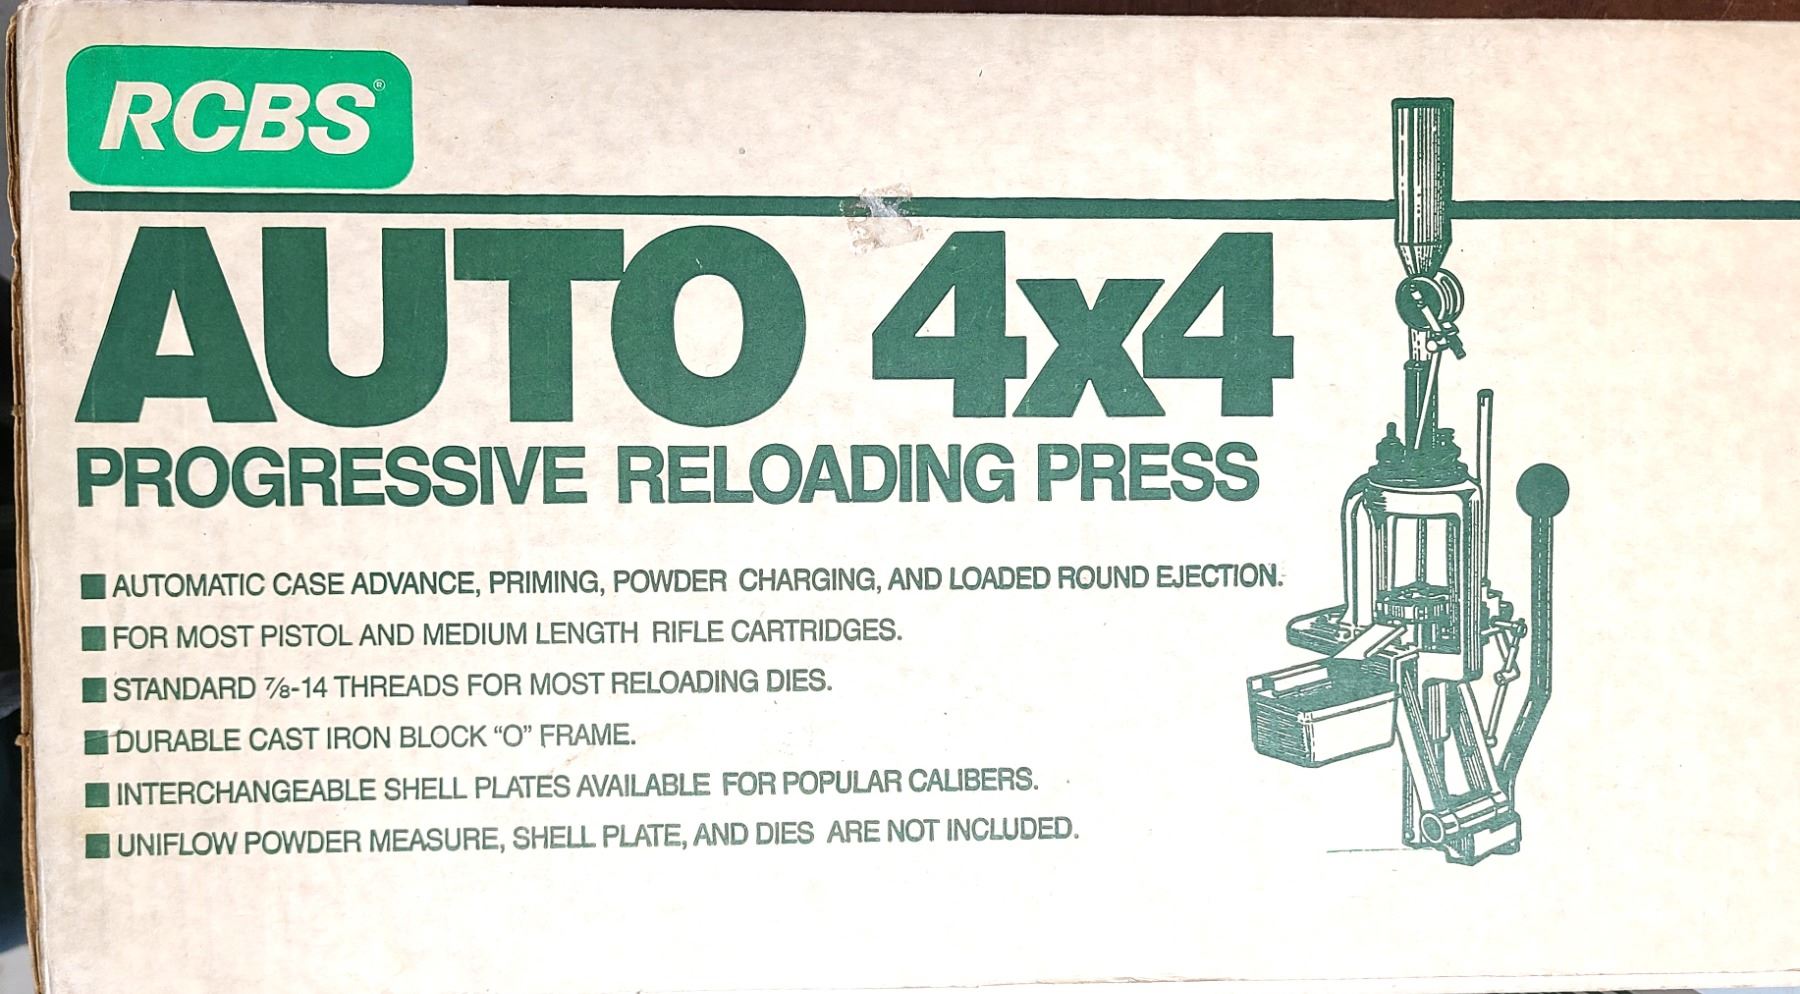 RCBS®
AUTO 4x4
PROGRESSIVE RELOADING PRESS
■ AUTOMATIC CASE ADVANCE, PRIMING, POWDER CHARGING, AND LOADED ROUND EJECTION.
■ FOR MOST PISTOL AND MEDIUM LENGTH RIFLE CARTRIDGES.
■ STANDARD 7/8-14 THREADS FOR MOST RELOADING DIES.
■ DURABLE CAST IRON BLOCK “O” FRAME.
■ INTERCHANGEABLE SHELL PLATES AVAILABLE FOR POPULAR CALIBERS.
■ UNIFLOW POWDER MEASURE, SHELL PLATE, AND DIES ARE NOT INCLUDED.